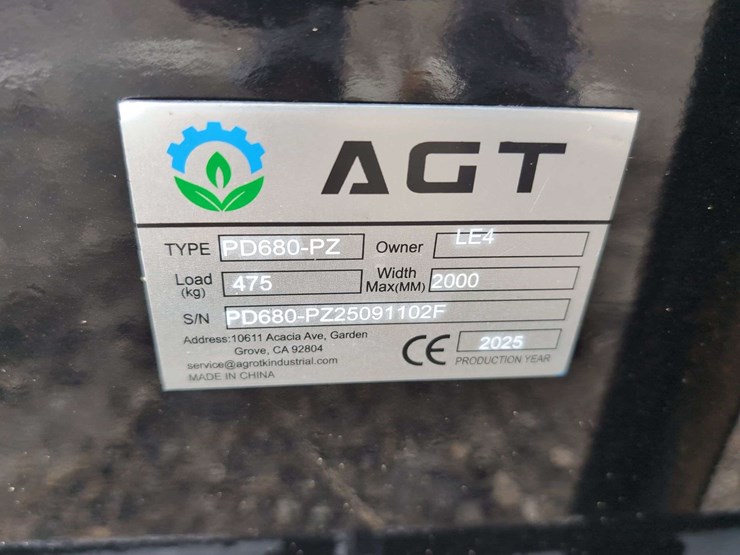 AGT
TYPE PD680-PZ Owner LE4
Load (kg) 475 Width Max(MM) 2000
S/N PD680-PZ25091102F
Address:10611 Acacia Ave, Garden
Grove, CA 92804
service@agrotkindustrial.com
MADE IN CHINA
CE 2025
PRODUCTION YEAR